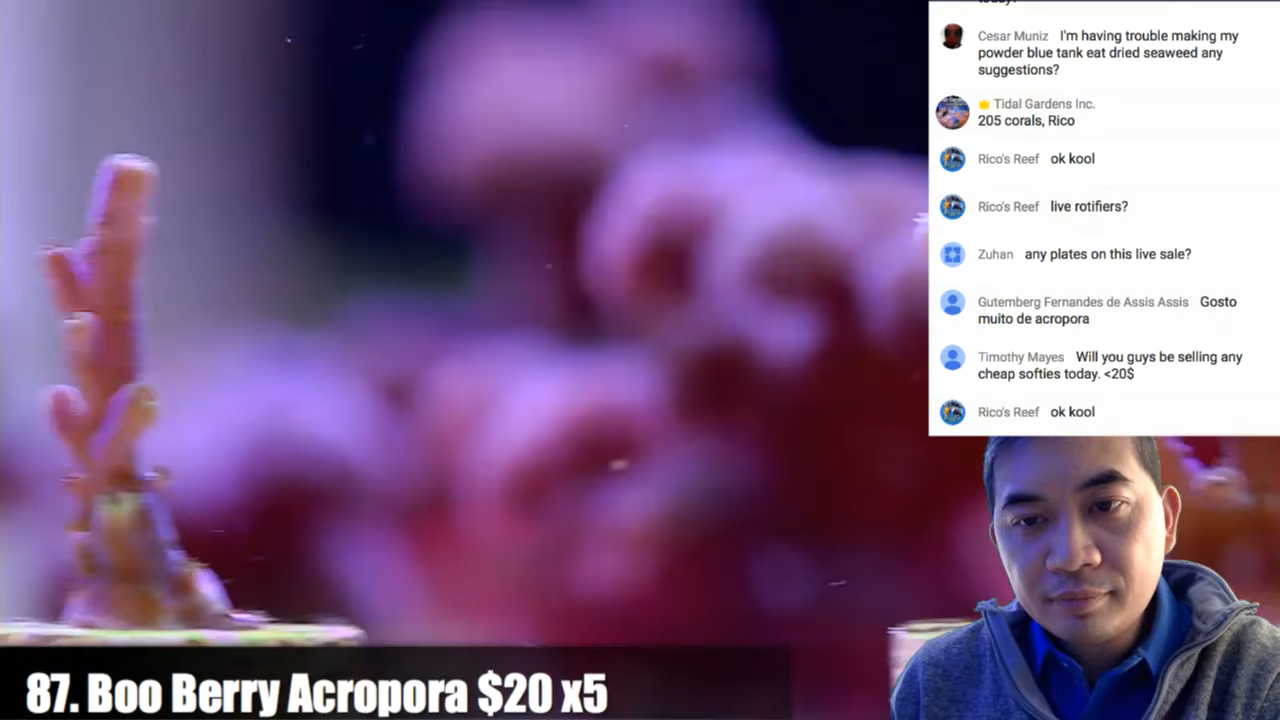 today?
Cesar Muniz I'm having trouble making my
powder blue tank eat dried seaweed any
suggestions?
Tidal Gardens Inc.
205 corals, Rico
Rico's Reef ok kool
Rico's Reef live rotifiers?
Zuhan any plates on this live sale?
Gutemberg Fernandes de Assis Assis Gosto
muito de acropora
Timothy Mayes Will you guys be selling any
cheap softies today. <20$
Rico's Reef ok kool
87. Boo Berry Acropora $20 x5